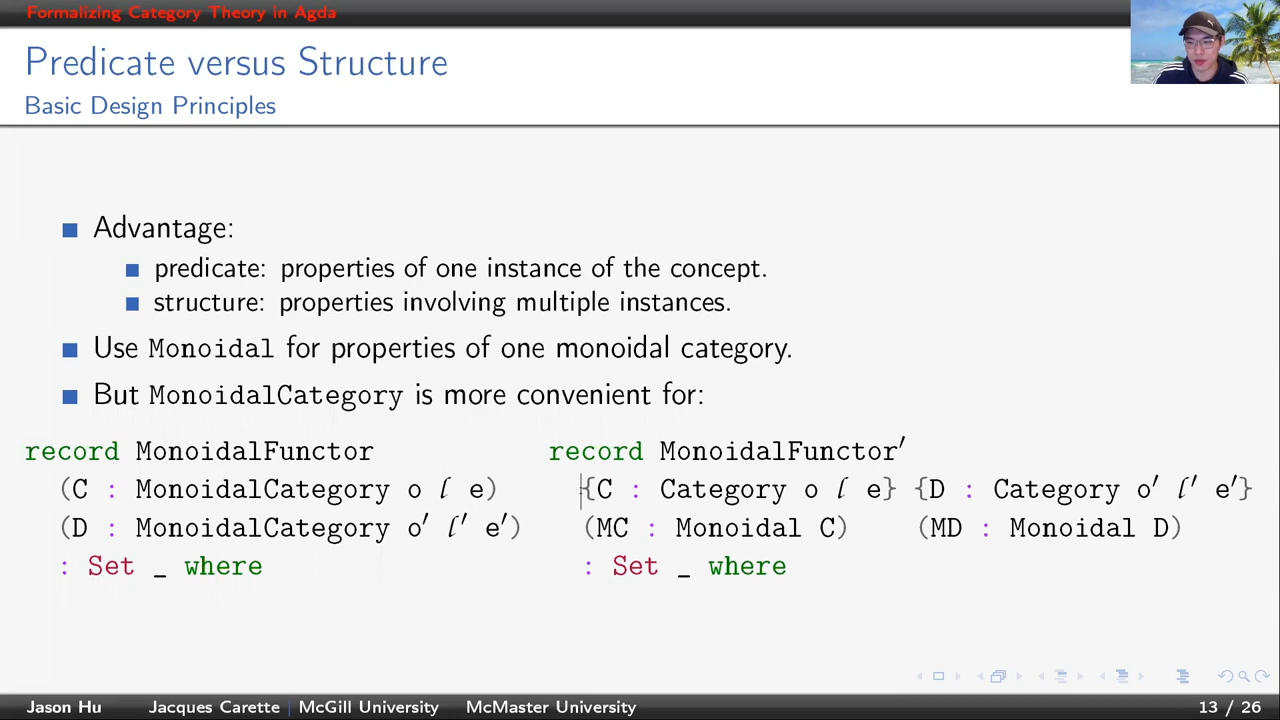 Formalizing Category Theory in Agda
Predicate versus Structure
Basic Design Principles
Advantage:
predicate: properties of one instance of the concept.
structure: properties involving multiple instances.
Use Monoidal for properties of one monoidal category.
But MonoidalCategory is more convenient for:
record MonoidalFunctor
(C : MonoidalCategory o ℓ e)
(D : MonoidalCategory o′ ℓ′ e′)
: Set _ where
record MonoidalFunctor′
{C : Category o ℓ e} {D : Category o′ ℓ′ e′}
(MC : Monoidal C) (MD : Monoidal D)
: Set _ where
Jason Hu Jacques Carette McGill University McMaster University 13 / 26